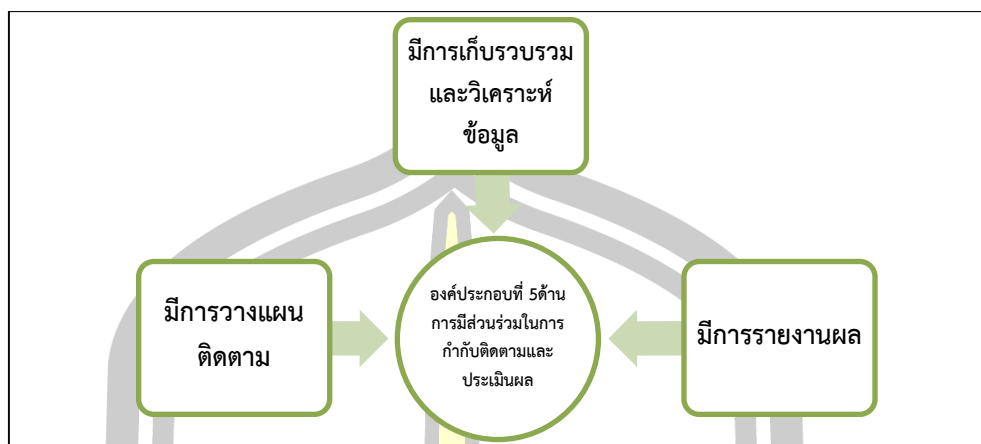 มีการเก็บรวบรวม
และวิเคราะห์
ข้อมูล
มีการวางแผน
ติดตาม
องค์ประกอบที่ 5ด้าน
การมีส่วนร่วมในการ
กำกับติดตามและ
ประเมินผล
มีการรายงานผล